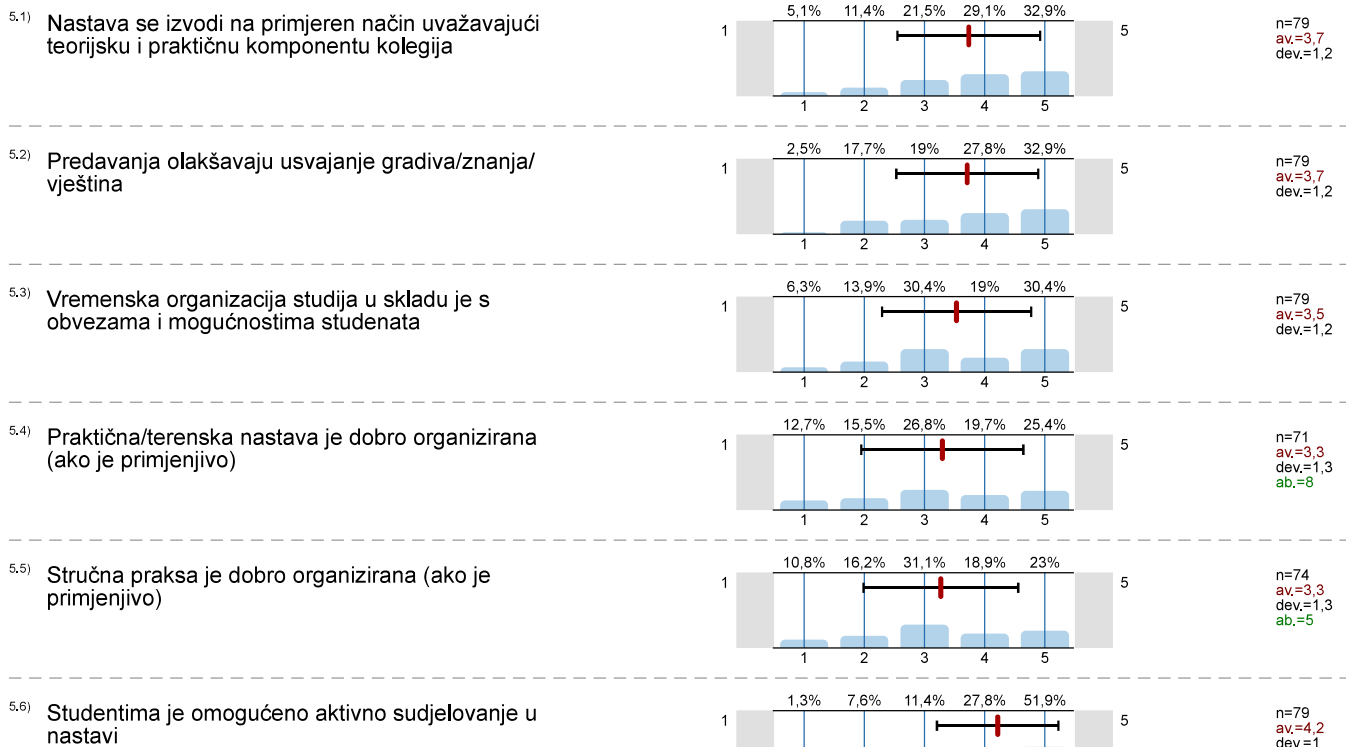 5.1) Nastava se izvodi na primjeren način uvažavajući
teorijsku i praktičnu komponentu kolegija
5,1% 11,4% 21,5% 29,1% 32,9%
1 5
1 2 3 4 5
n=79
av.=3,7
dev.=1,2
5.2) Predavanja olakšavaju usvajanje gradiva/znanja/
vještina
2,5% 17,7% 19% 27,8% 32,9%
1 5
1 2 3 4 5
n=79
av.=3,7
dev.=1,2
5.3) Vremenska organizacija studija u skladu je s
obvezama i mogućnostima studenata
6,3% 13,9% 30,4% 19% 30,4%
1 5
1 2 3 4 5
n=79
av.=3,5
dev.=1,2
5.4) Praktična/terenska nastava je dobro organizirana
(ako je primjenjivo)
12,7% 15,5% 26,8% 19,7% 25,4%
1 5
1 2 3 4 5
n=71
av.=3,3
dev.=1,3
ab.=8
5.5) Stručna praksa je dobro organizirana (ako je
primjenjivo)
10,8% 16,2% 31,1% 18,9% 23%
1 5
1 2 3 4 5
n=74
av.=3,3
dev.=1,3
ab.=5
5.6) Studentima je omogućeno aktivno sudjelovanje u
nastavi
1,3% 7,6% 11,4% 27,8% 51,9%
1 5
n=79
av.=4,2
dev.=1